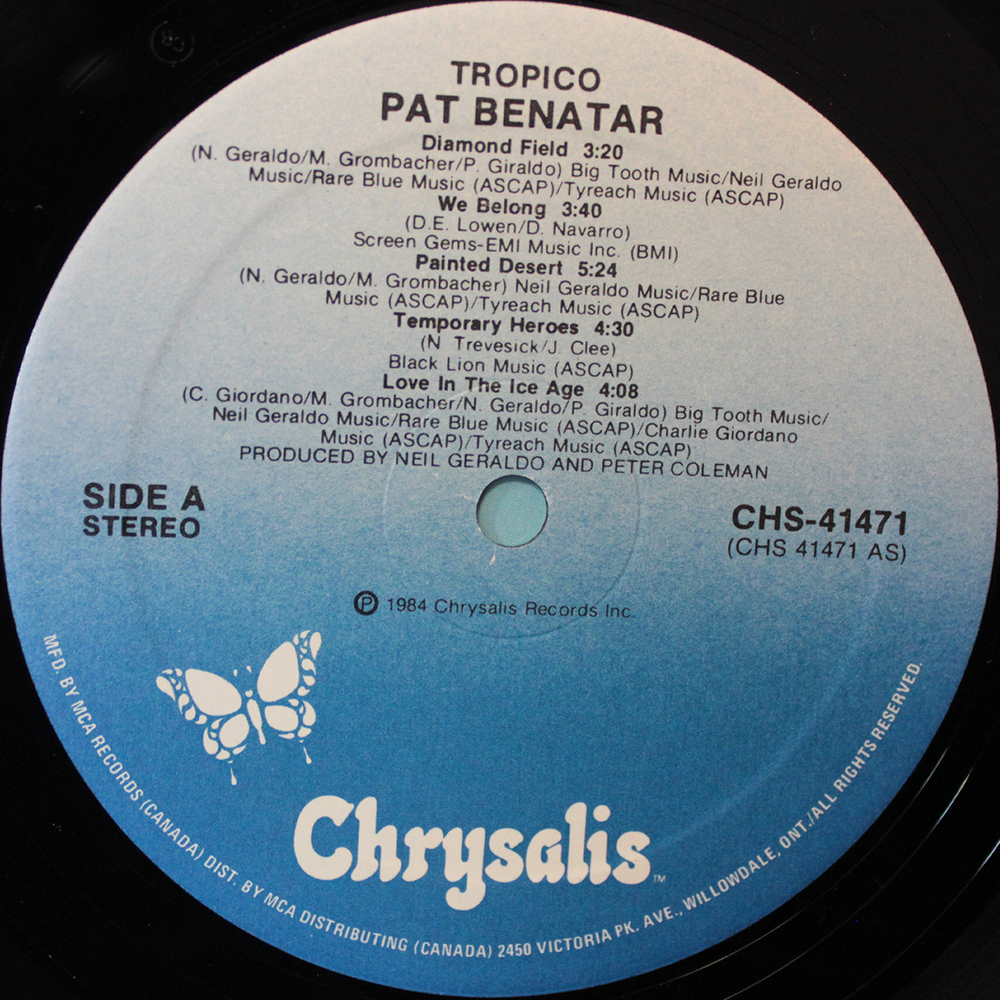 TROPICO
PAT BENATAR
Diamond Field 3:20
(N. Geraldo/M. Grombacher/P. Giraldo) Big Tooth Music/Neil Geraldo
Music/Rare Blue Music (ASCAP)/Tyreach Music (ASCAP)
We Belong 3:40
(D.E. Lowen/D. Navarro)
Screen Gems-EMI Music Inc. (BMI)
Painted Desert 5:24
(N. Geraldo/M. Grombacher) Neil Geraldo Music/Rare Blue
Music (ASCAP)/Tyreach Music (ASCAP)
Temporary Heroes 4:30
(N Trevesick/J. Clee)
Black Lion Music (ASCAP)
Love In The Ice Age 4:08
(C. Giordano/M. Grombacher/N. Geraldo/P. Giraldo) Big Tooth Music/
Neil Geraldo Music/Rare Blue Music (ASCAP)/Charlie Giordano
Music (ASCAP)/Tyreach Music (ASCAP)
PRODUCED BY NEIL GERALDO AND PETER COLEMAN
SIDE A
STEREO
CHS-41471
(CHS 41471 AS)
℗ 1984 Chrysalis Records Inc.
Chrysalis™
MFD. BY MCA RECORDS (CANADA) DIST. BY MCA DISTRIBUTING (CANADA) 2450 VICTORIA PK. AVE., WILLOWDALE, ONT./ALL RIGHTS RESERVED.